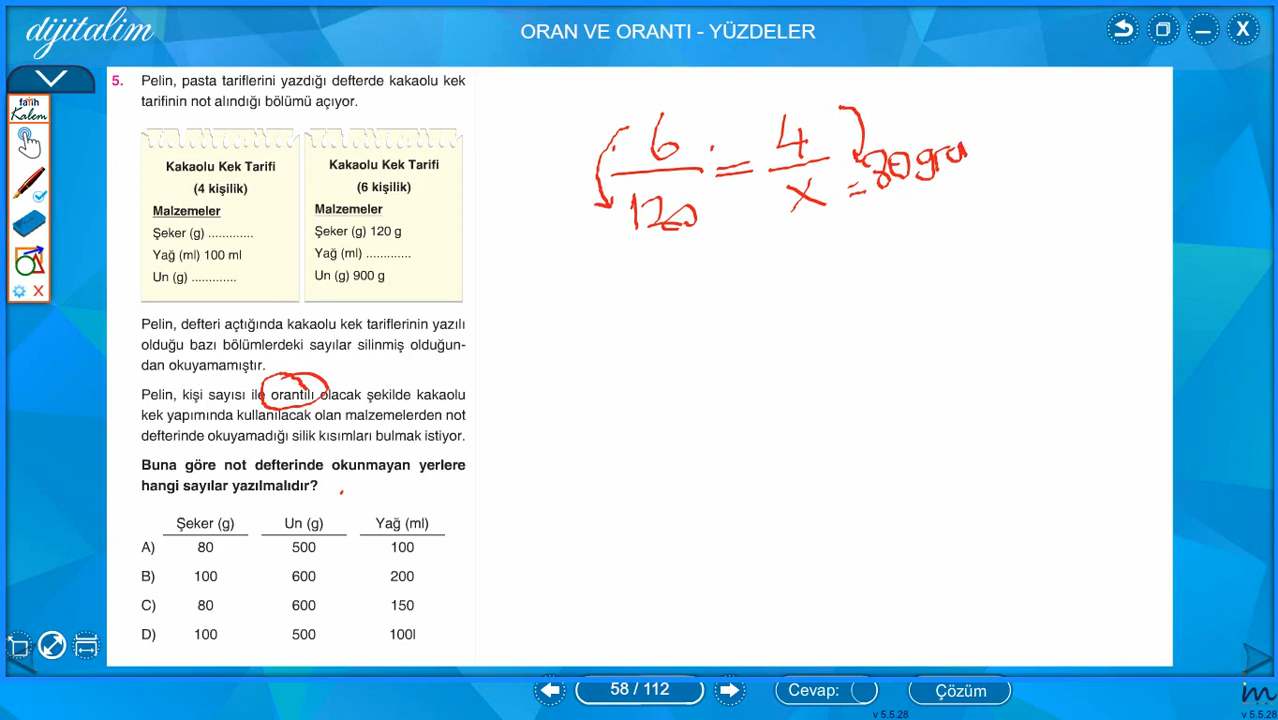 dijitalim
ORAN VE ORANTI - YÜZDELER
fatih
Kalem
5. Pelin, pasta tariflerini yazdığı defterde kakaolu kek
tarifinin not alındığı bölümü açıyor.
Kakaolu Kek Tarifi
(4 kişilik)
Malzemeler
Şeker (g) ............
Yağ (ml) 100 ml
Un (g) ............
Kakaolu Kek Tarifi
(6 kişilik)
Malzemeler
Şeker (g) 120 g
Yağ (ml) ............
Un (g) 900 g
Pelin, defteri açtığında kakaolu kek tariflerinin yazılı
olduğu bazı bölümlerdeki sayılar silinmiş olduğun-
dan okuyamamıştır.
Pelin, kişi sayısı ile orantılı olacak şekilde kakaolu
kek yapımında kullanılacak olan malzemelerden not
defterinde okuyamadığı silik kısımları bulmak istiyor.
Buna göre not defterinde okunmayan yerlere
hangi sayılar yazılmalıdır?
Şeker (g) Un (g) Yağ (ml)
A) 80 500 100
B) 100 600 200
C) 80 600 150
D) 100 500 100l
6 = 4
120 x = 80 gra
58 / 112
Cevap:
Çözüm
v 5.5.28
v 5.5.28